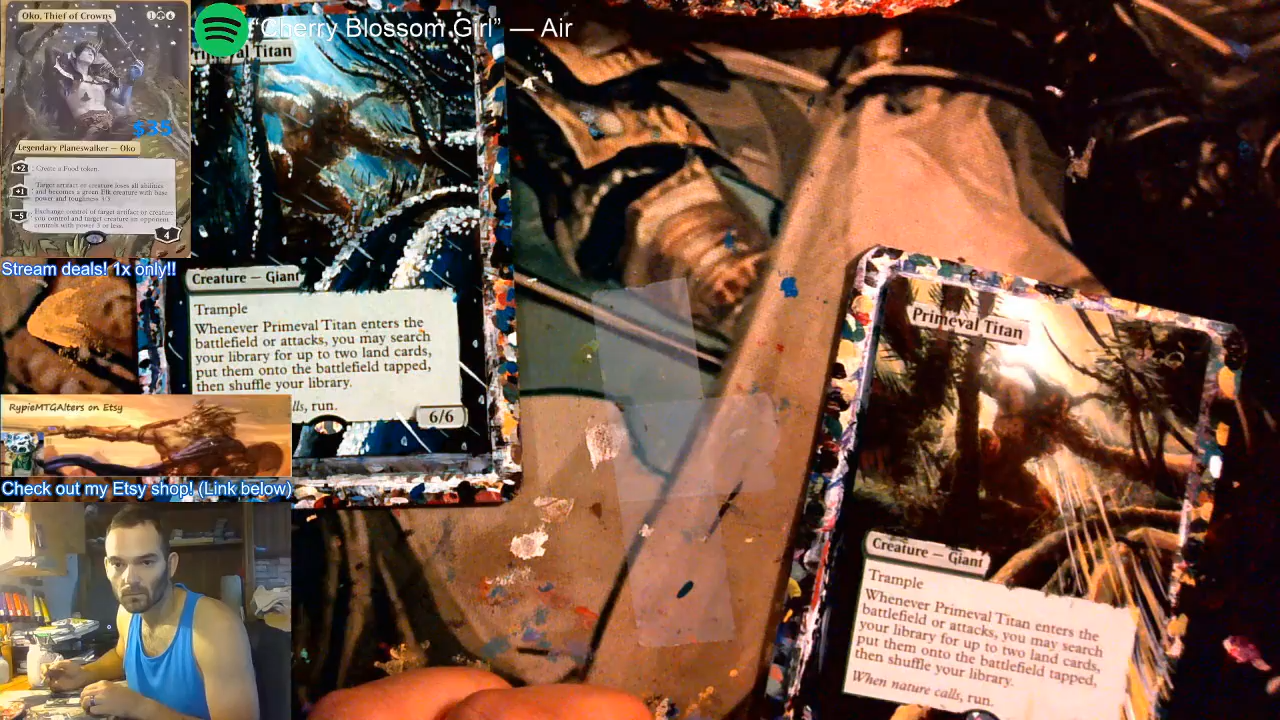 Oko, Thief of Crowns
$35
Legendary Planeswalker — Oko
+2 : Create a Food token.
+1 : Target artifact or creature loses all abilities
and becomes a green Elk creature with base
power and toughness 3/3.
−5 : Exchange control of target artifact or creature
you control and target creature an opponent
controls with power 3 or less.
4
Stream deals! 1x only!!
RypieMTGAlters on Etsy
Check out my Etsy shop! (Link below)
“Cherry Blossom Girl” — Air
Titan
Creature — Giant
Trample
Whenever Primeval Titan enters the
battlefield or attacks, you may search
your library for up to two land cards,
put them onto the battlefield tapped,
then shuffle your library.
run.
6/6
Primeval Titan
Creature — Giant
Trample
Whenever Primeval Titan enters the
battlefield or attacks, you may search
your library for up to two land cards,
put them onto the battlefield tapped,
then shuffle your library.
When nature calls, run.